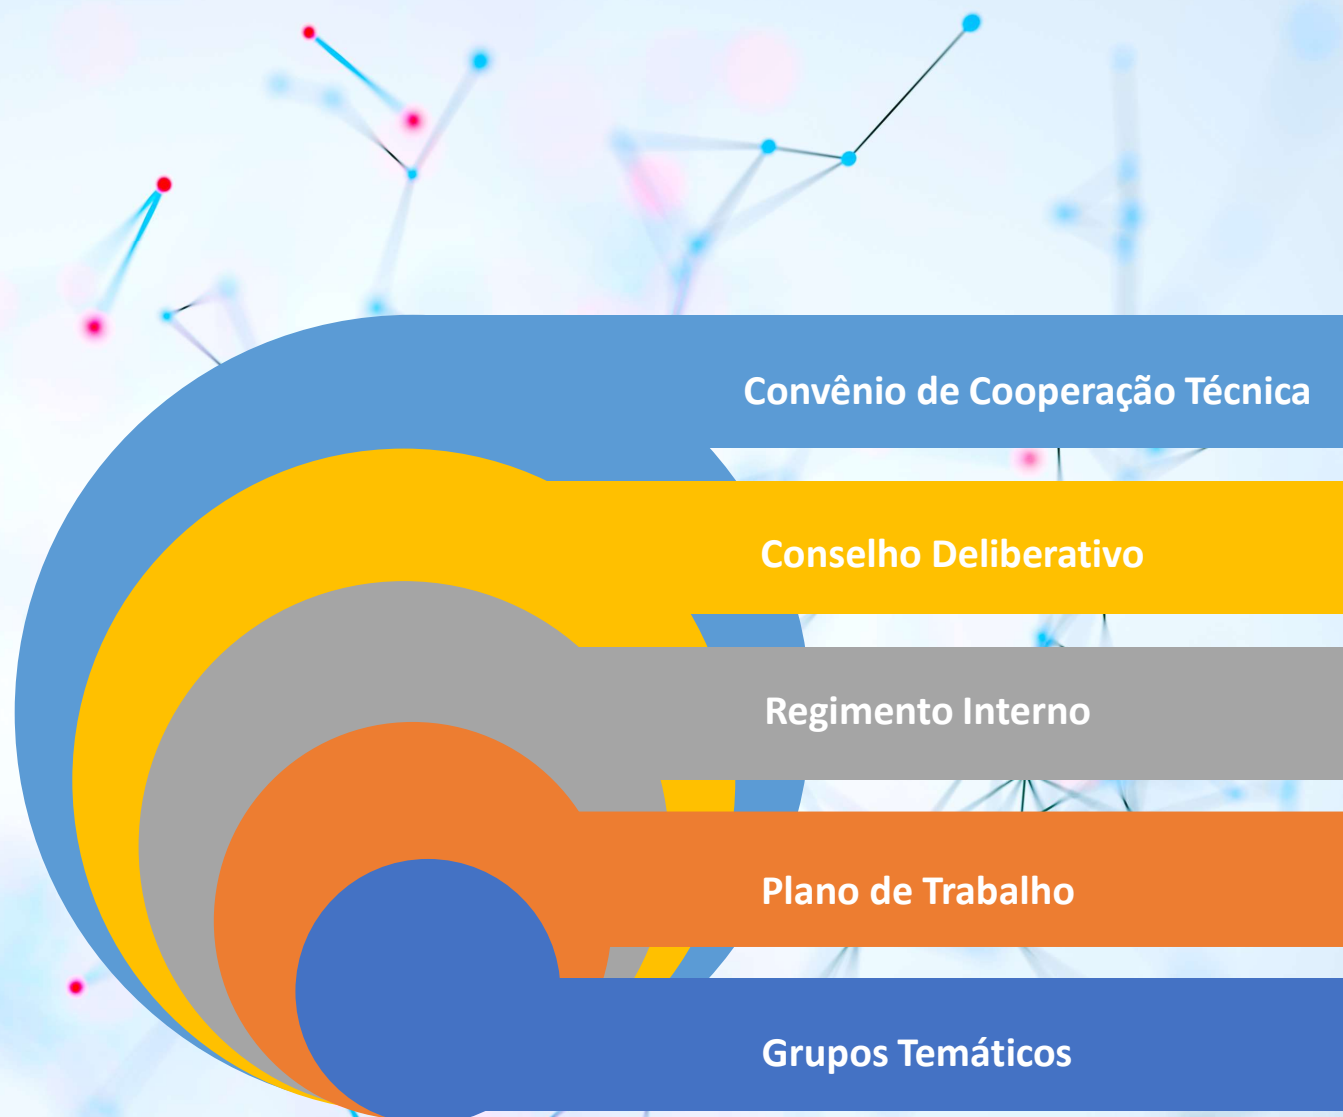 Convênio de Cooperação Técnica
Conselho Deliberativo
Regimento Interno
Plano de Trabalho
Grupos Temáticos